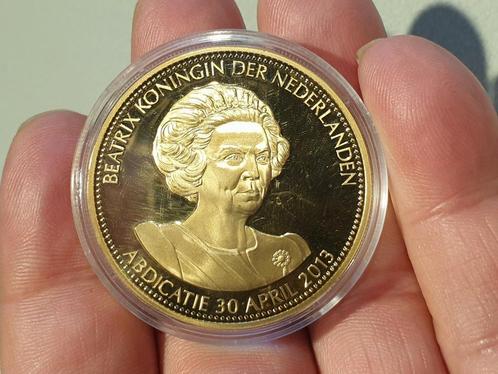 BEATRIX KONINGIN DER NEDERLANDEN
ABDICATIE 30 APRIL 2013